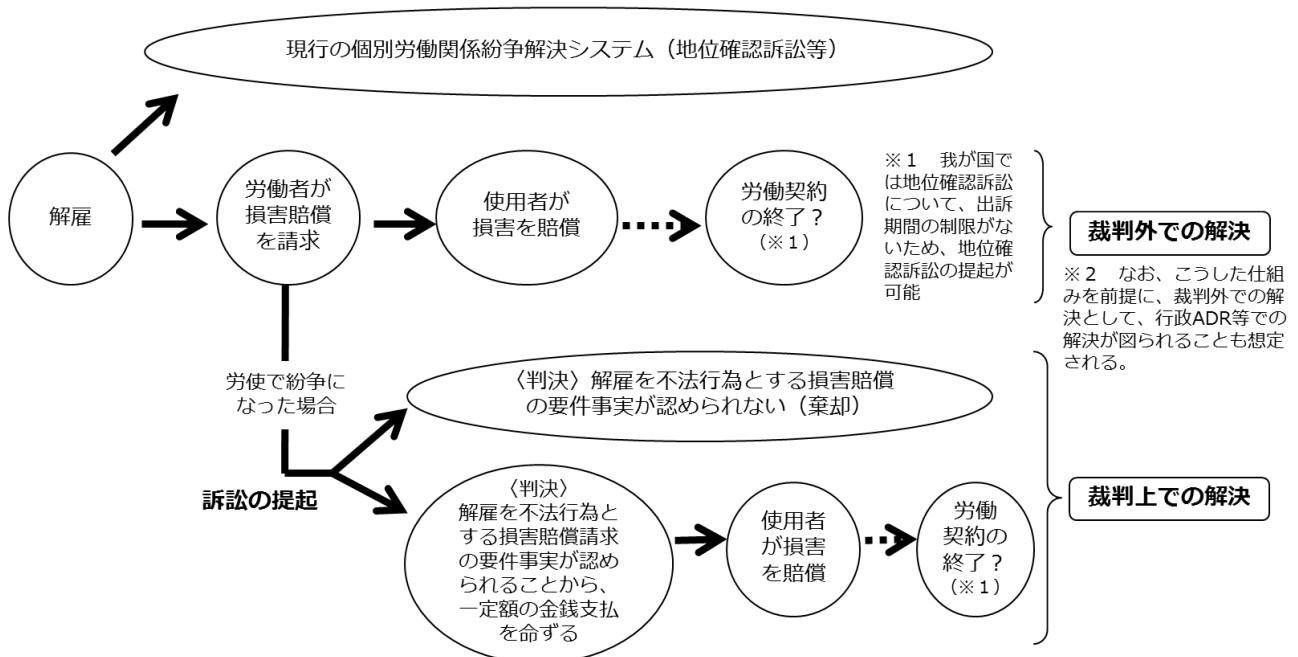 現行の個別労働関係紛争解決システム（地位確認訴訟等）
解雇
労働者が
損害賠償
を請求
使用者が
損害を賠償
労働契約
の終了？
（※１）
※１　我が国で
は地位確認訴訟
について、出訴
期間の制限がな
いため、地位確
認訴訟の提起が
可能
裁判外での解決
※２　なお、こうした仕組
みを前提に、裁判外での解
決として、行政ADR等での
解決が図られることも想定
される。
労使で紛争に
なった場合
訴訟の提起
〈判決〉解雇を不法行為とする損害賠償
の要件事実が認められない（棄却）
〈判決〉
解雇を不法行為と
する損害賠償請求
の要件事実が認め
られることから、
一定額の金銭支払
を命ずる
使用者
が損害
を賠償
労働
契約の
終了？
（※１）
裁判上での解決